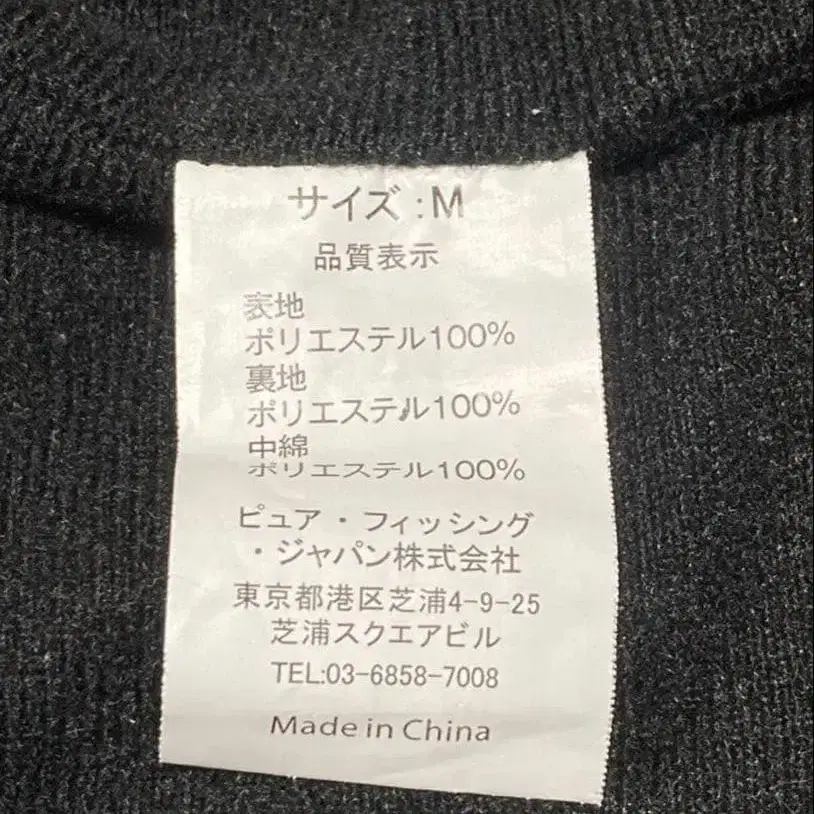 サイズ:M
品質表示
表地
ポリエステル100%
裏地
ポリエステル100%
中綿
ポリエステル100%
ピュア・フィッシング
・ジャパン株式会社
東京都港区芝浦4-9-25
芝浦スクエアビル
TEL:03-6858-7008
Made in China